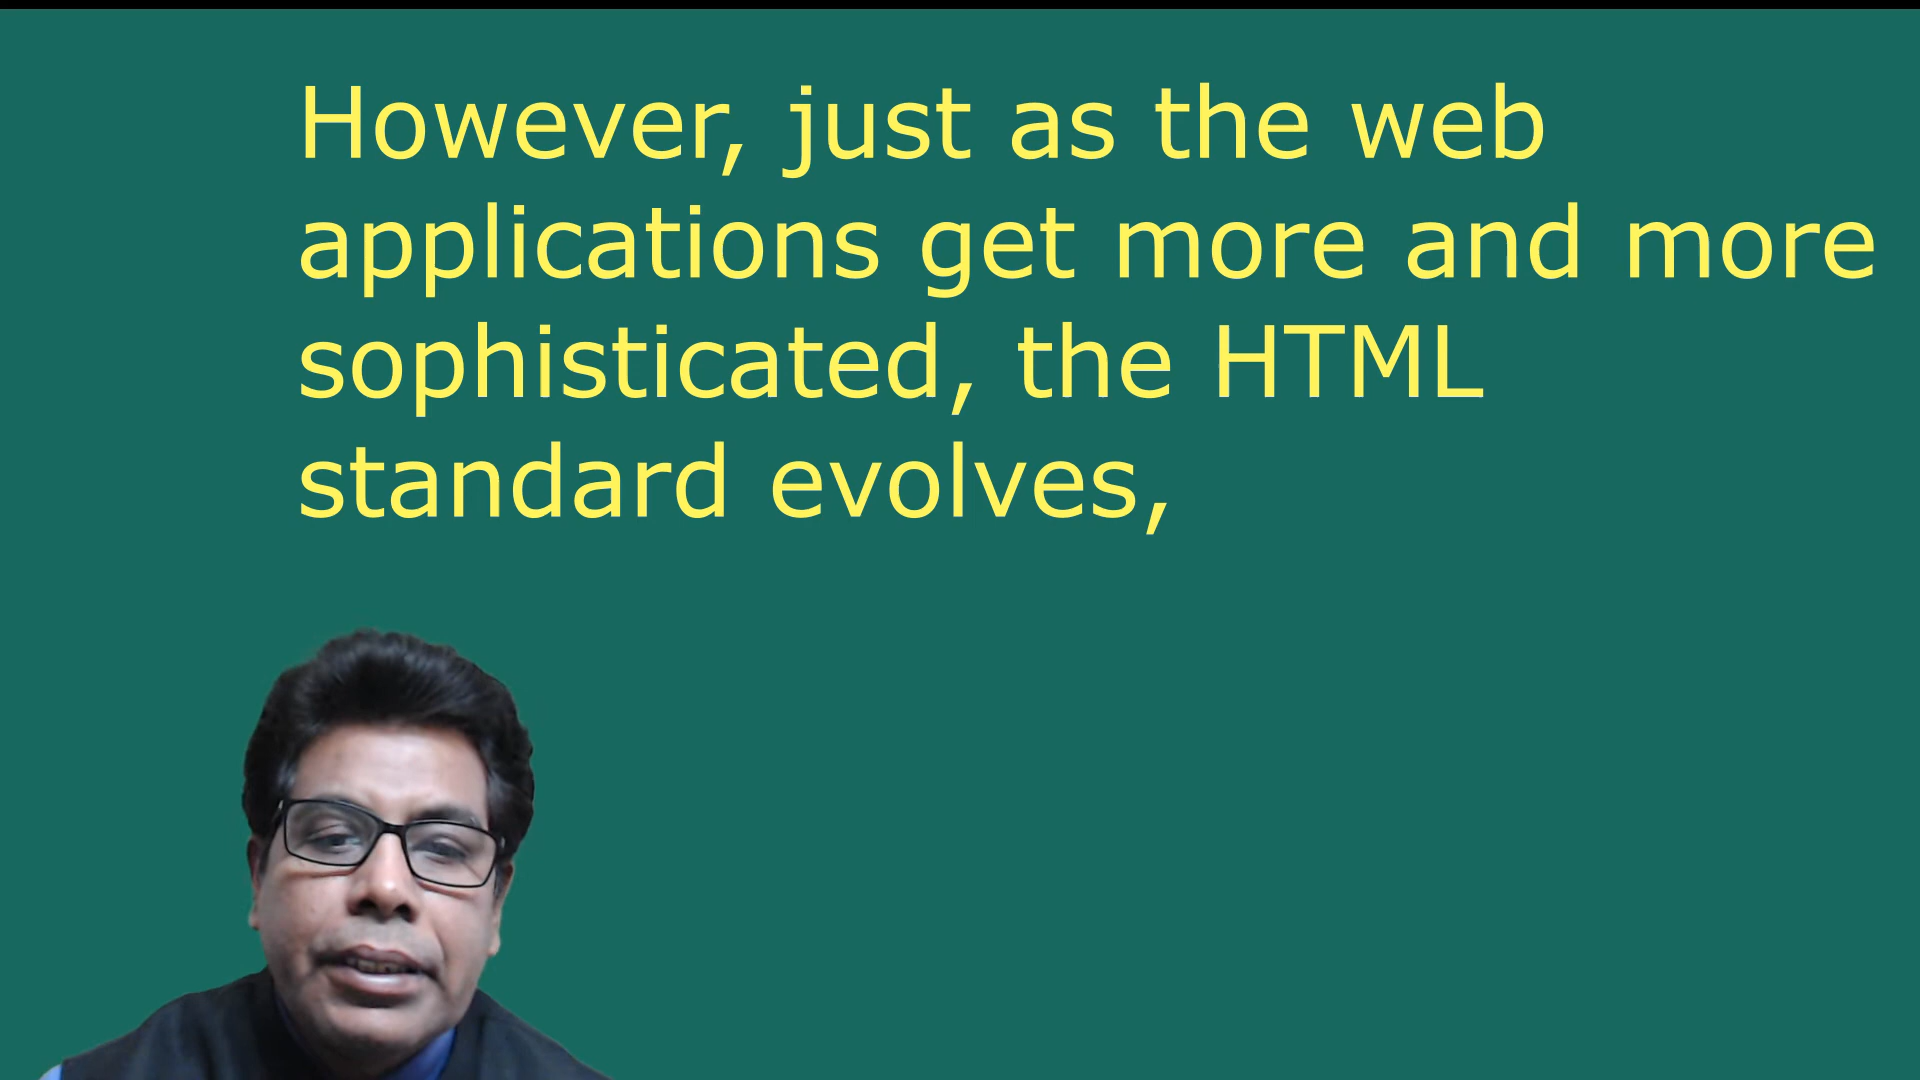 However, just as the web
applications get more and more
sophisticated, the HTML
standard evolves,